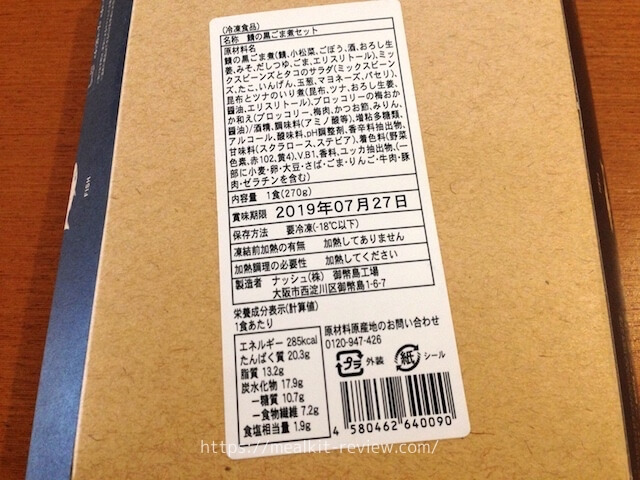 (冷凍食品)
名称 鯖の黒ごま煮セット
原材料名
鯖の黒ごま煮(鯖、小松菜、ごぼう、酒、おろし生
姜、みそ、だしつゆ、ごま、エリスリトール)、ミッ
クスビーンズとタコのサラダ(ミックスビーン
ズ、たこ、いんげん、玉葱、マヨネーズ、パセリ)、
昆布とツナのいり煮(昆布、ツナ、おろし生姜、
醤油、エリスリトール)、ブロッコリーの梅おか
か和え(ブロッコリー、梅肉、かつお節、みりん、
醤油)/酒精、調味料(アミノ酸等)、増粘多糖類、
アルコール、酸味料、pH調整剤、香辛料抽出物、
甘味料(スクラロース、ステビア)、着色料(野菜
色素、赤102、黄4)、V.B1、香料、ユッカ抽出物、(一
部に小麦・卵・大豆・さば・ごま・りんご・牛肉・豚
肉・ゼラチンを含む)
内容量 1食(270g)
賞味期限 2019年07月27日
保存方法 要冷凍(-18℃以下)
凍結前加熱の有無 加熱してありません
加熱調理の必要性 加熱してください
製造者 ナッシュ(株) 御幣島工場
大阪市西淀川区御幣島1-6-7
栄養成分表示(計算値)
1食あたり
エネルギー 285kcal
たんぱく質 20.3g
脂質 13.2g
炭水化物 17.9g
ー糖質 10.7g
ー食物繊維 7.2g
食塩相当量 1.9g
原材料原産地のお問い合わせ
0120-947-426
プラ 外装
紙 シール
4 580462 640090
FISH
https://mealkit-review.com/